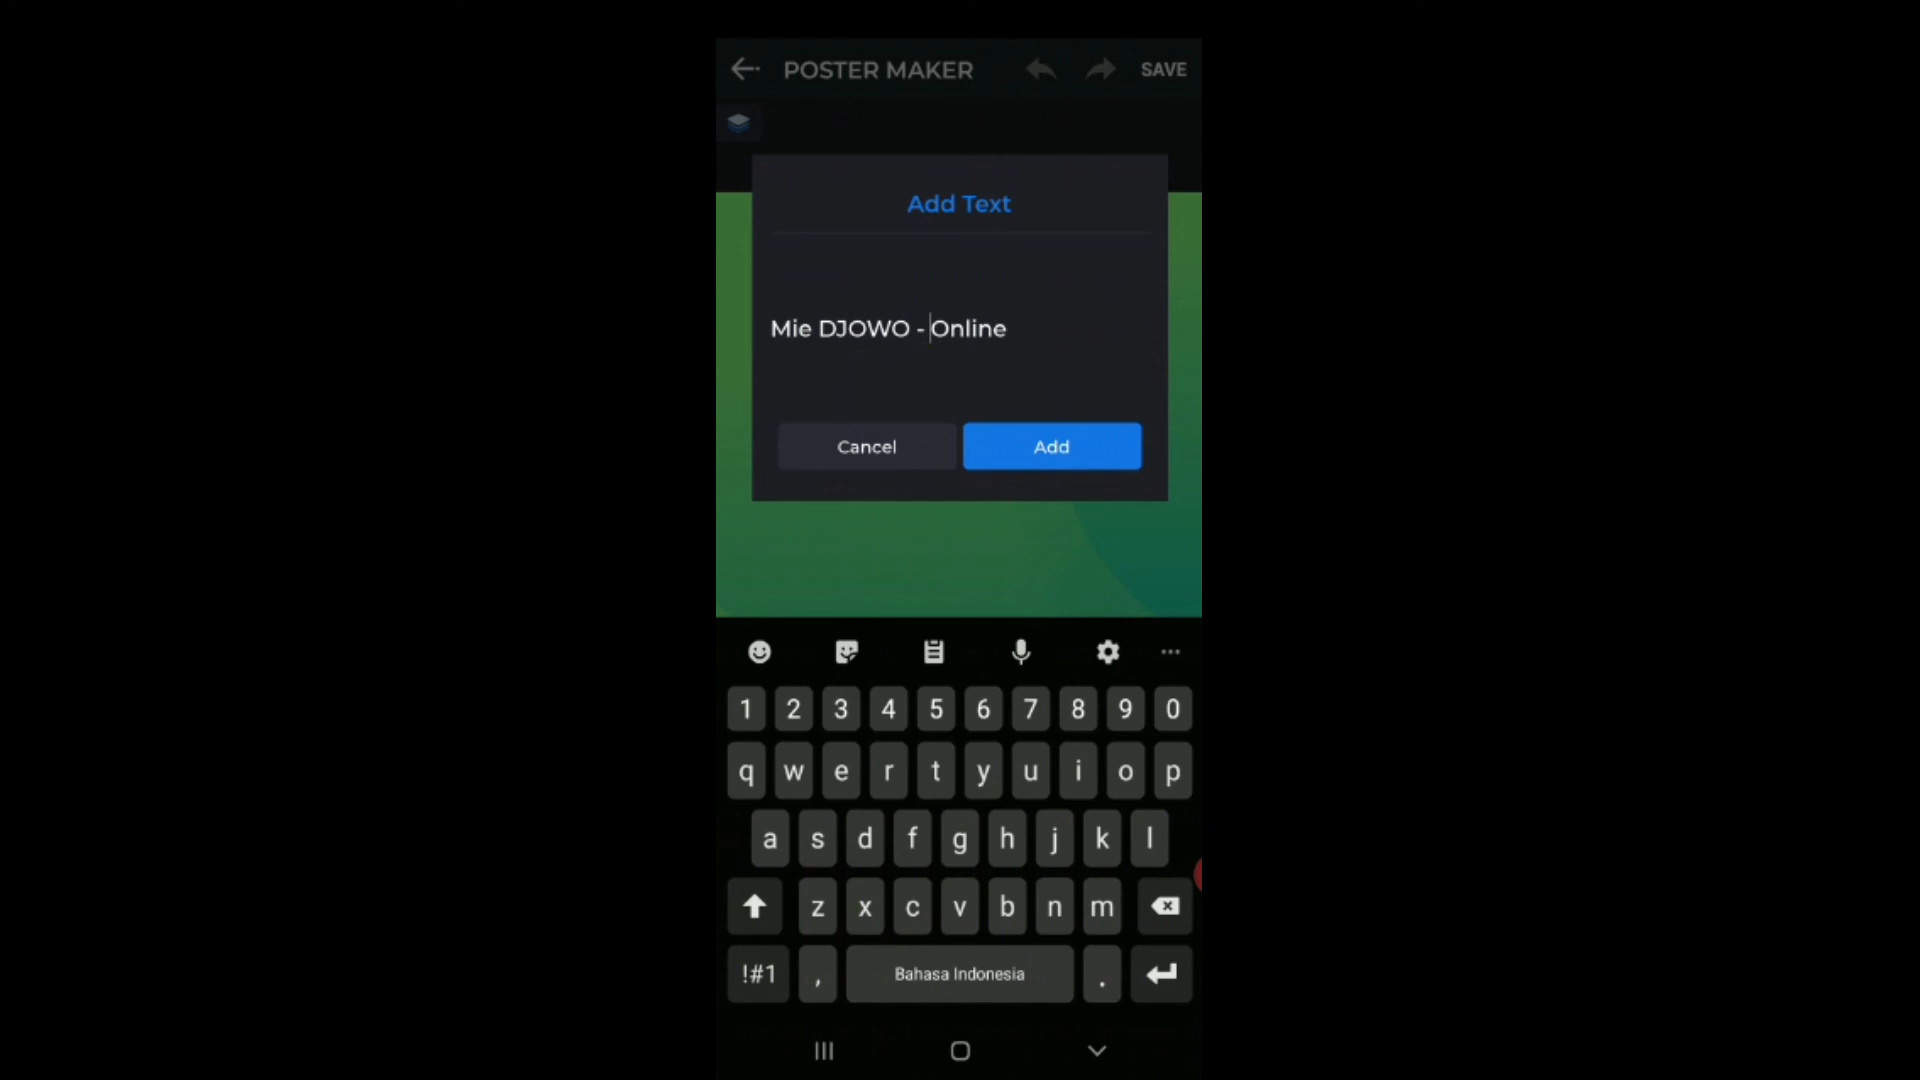 POSTER MAKER SAVE
Add Text
Mie DJOWO - Online
Cancel Add
1 2 3 4 5 6 7 8 9 0
q w e r t y u i o p
a s d f g h j k l
z x c v b n m
!#1 , Bahasa Indonesia .